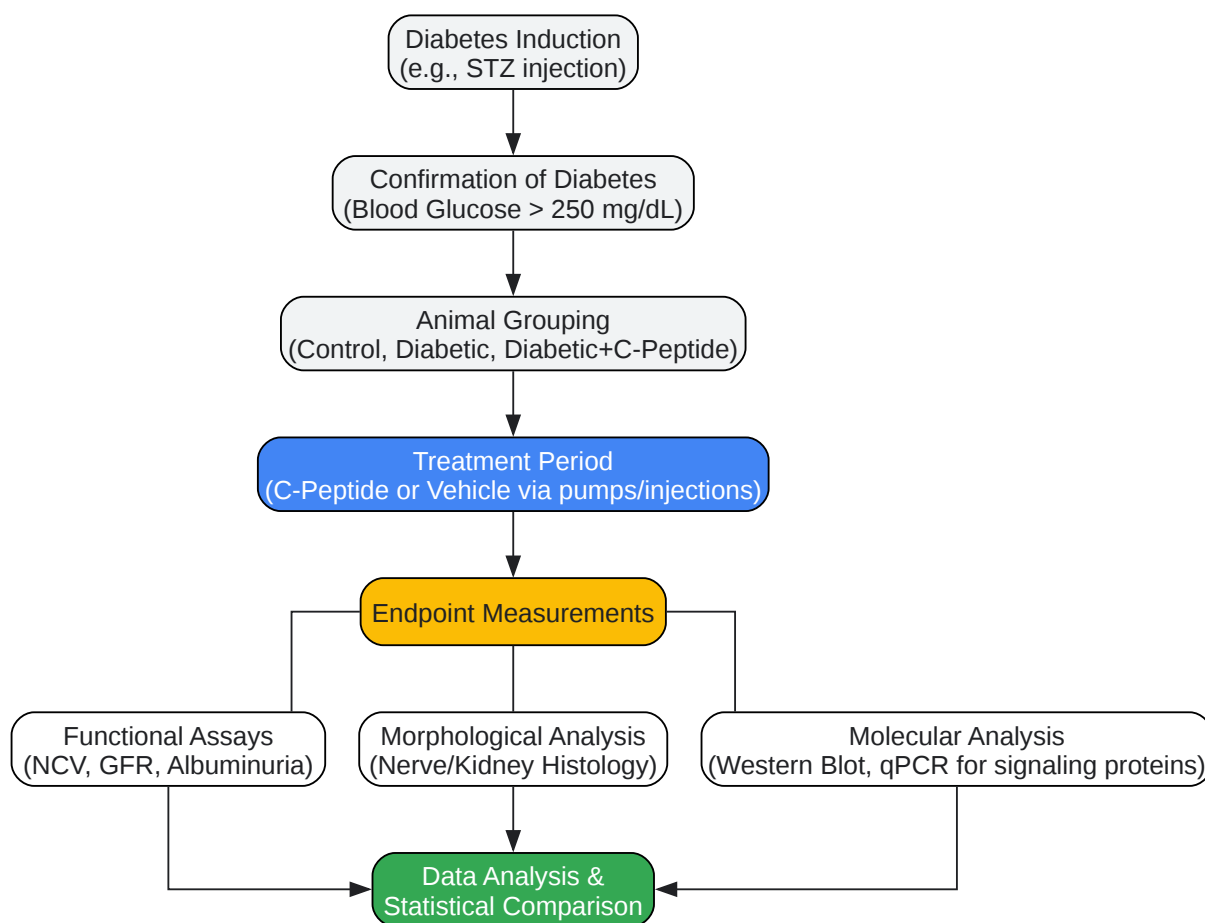 Diabetes Induction
(e.g., STZ injection)
Confirmation of Diabetes
(Blood Glucose > 250 mg/dL)
Animal Grouping
(Control, Diabetic, Diabetic+C-Peptide)
Treatment Period
(C-Peptide or Vehicle via pumps/injections)
Endpoint Measurements
Functional Assays
(NCV, GFR, Albuminuria)
Morphological Analysis
(Nerve/Kidney Histology)
Molecular Analysis
(Western Blot, qPCR for signaling proteins)
Data Analysis &
Statistical Comparison